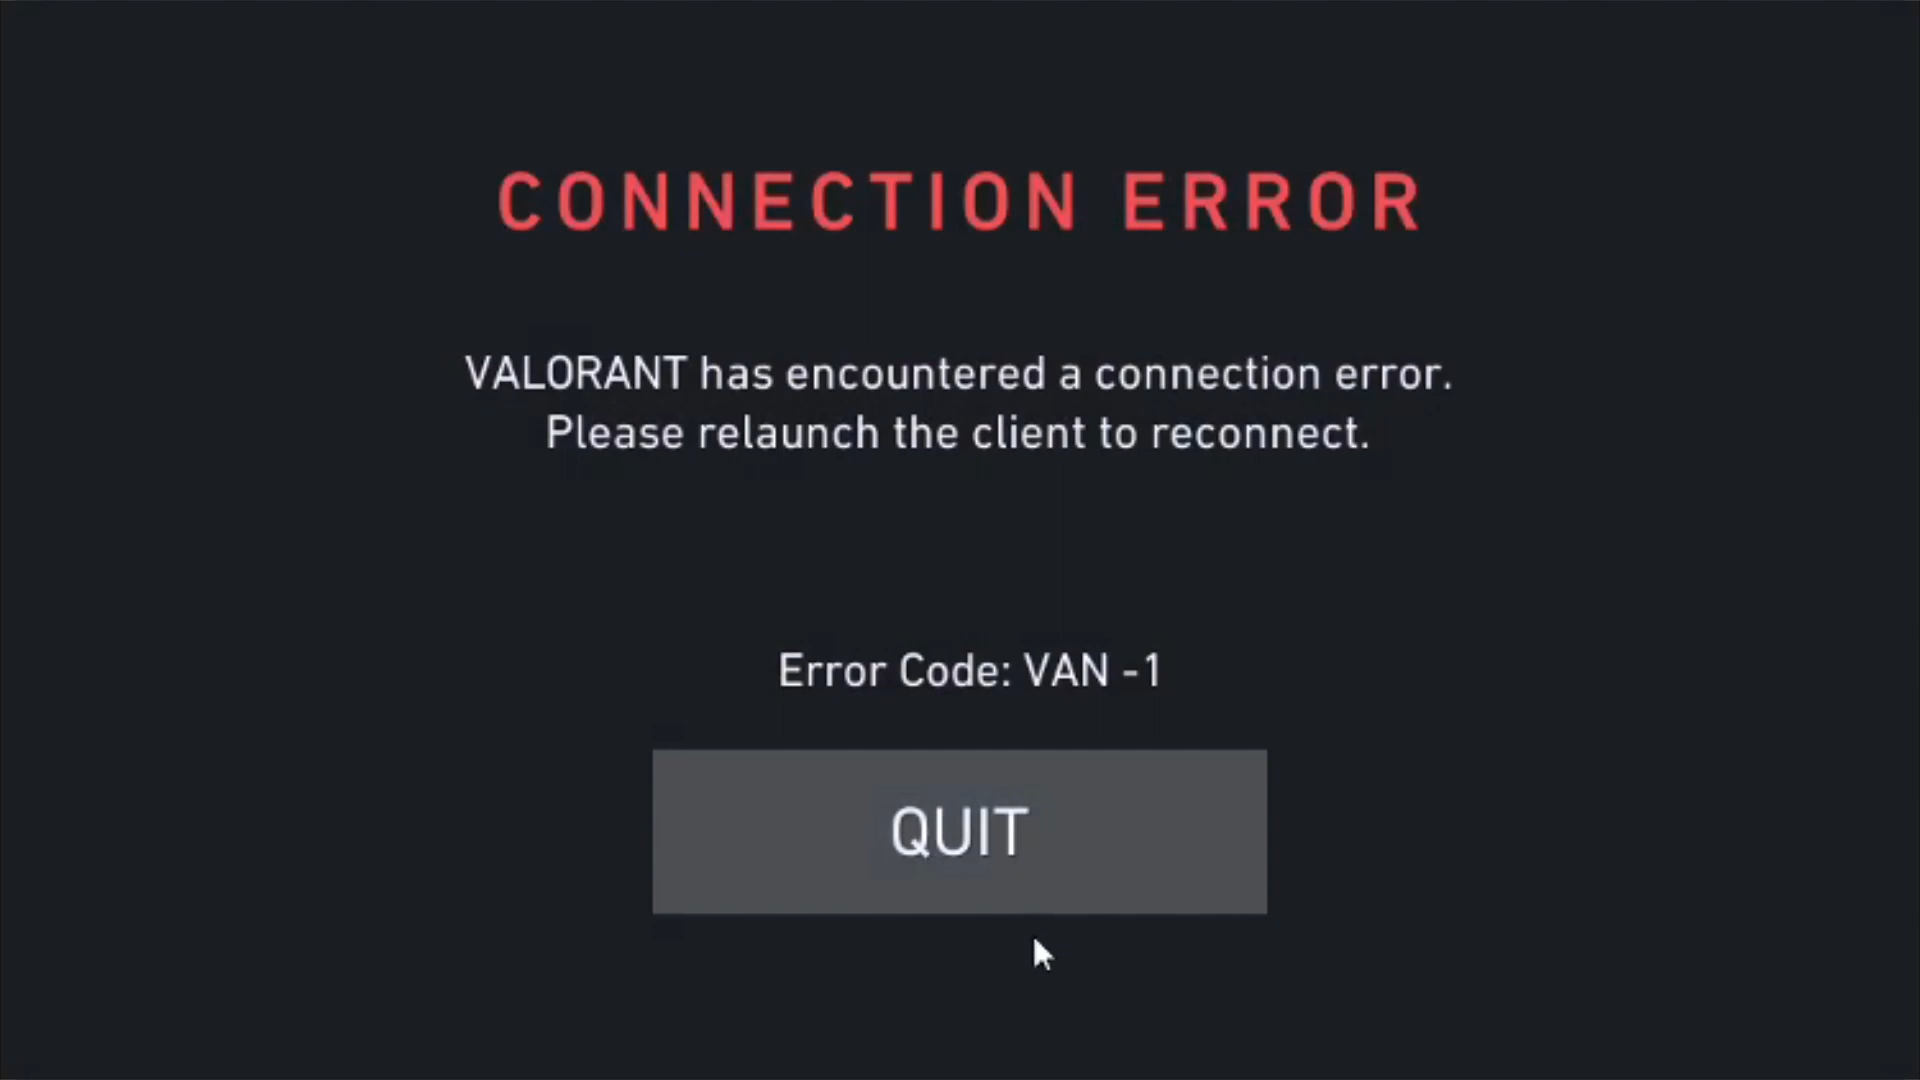 CONNECTION ERROR
VALORANT has encountered a connection error.
Please relaunch the client to reconnect.
Error Code: VAN -1
QUIT